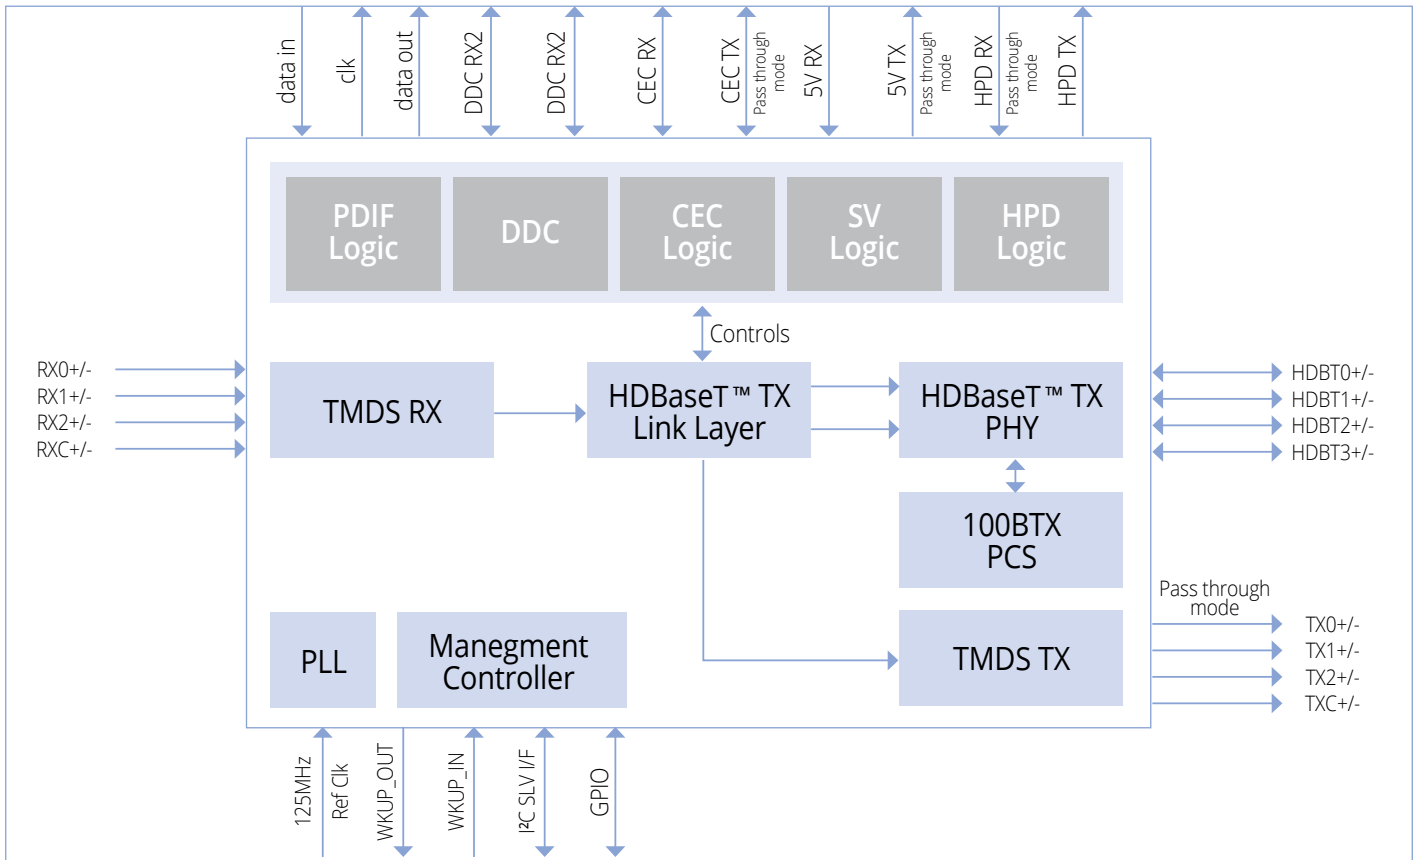 data in
clk
data out
DDC RX2
DDC RX2
CEC RX
CEC TX
Pass through
mode
5V RX
5V TX
Pass through
mode
HPD RX
Pass through
mode
HPD TX
PDIF
Logic
DDC
CEC
Logic
SV
Logic
HPD
Logic
Controls
RX0+/-
RX1+/-
RX2+/-
RXC+/-
TMDS RX
HDBaseT™ TX
Link Layer
HDBaseT™ TX
PHY
HDBT0+/-
HDBT1+/-
HDBT2+/-
HDBT3+/-
100BTX
PCS
Pass through
mode
PLL
Manegment
Controller
TMDS TX
TX0+/-
TX1+/-
TX2+/-
TXC+/-
125MHz
Ref Clk
WKUP_OUT
WKUP_IN
I²C SLV I/F
GPIO